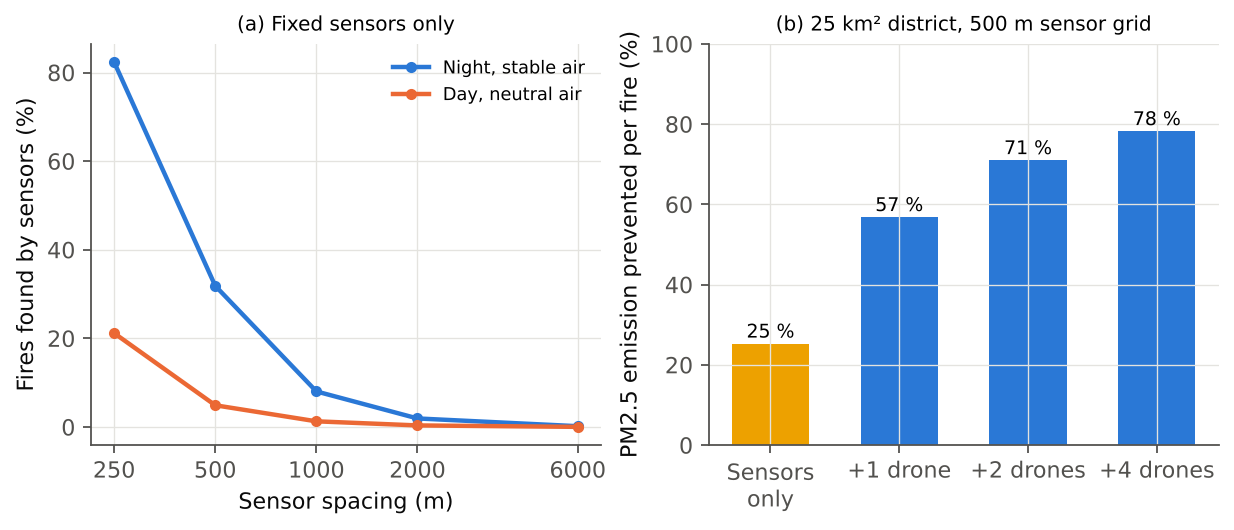 (a) Fixed sensors only
Fires found by sensors (%)
80
60
40
20
0
Night, stable air
Day, neutral air
250
500
1000
2000
6000
Sensor spacing (m)
(b) 25 km² district, 500 m sensor grid
PM2.5 emission prevented per fire (%)
100
80
60
40
20
0
25 %
57 %
71 %
78 %
Sensors
only
+1 drone
+2 drones
+4 drones